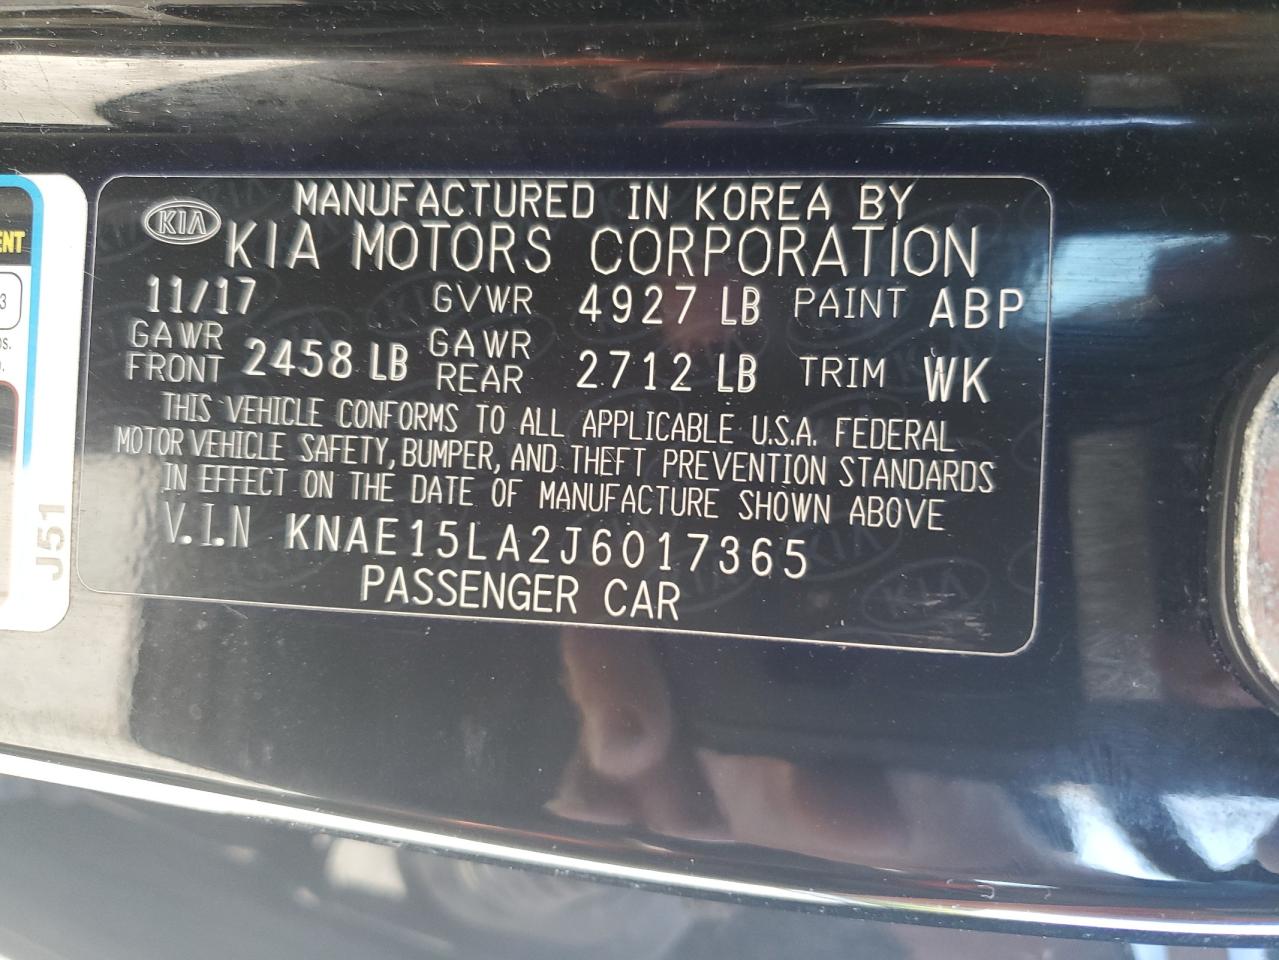 MANUFACTURED IN KOREA BY
KIA
KIA MOTORS CORPORATION
11/17 GVWR 4927 LB PAINT ABP
GAWR FRONT 2458 LB GAWR REAR 2712 LB TRIM WK
THIS VEHICLE CONFORMS TO ALL APPLICABLE U.S.A. FEDERAL
MOTOR VEHICLE SAFETY, BUMPER, AND THEFT PREVENTION STANDARDS
IN EFFECT ON THE DATE OF MANUFACTURE SHOWN ABOVE
V.I.N KNAE15LA2J6017365
PASSENGER CAR
J51